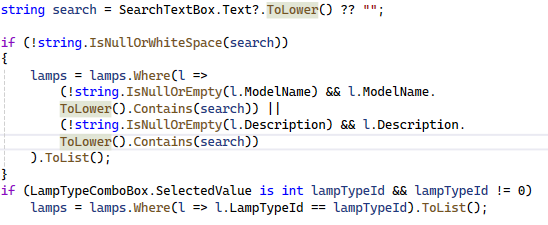 string search = SearchTextBox.Text?.ToLower() ?? "";
if (!string.IsNullOrWhiteSpace(search))
{
lamps = lamps.Where(l =>
(!string.IsNullOrEmpty(l.ModelName) && l.ModelName.
ToLower().Contains(search)) ||
(!string.IsNullOrEmpty(l.Description) && l.Description.
ToLower().Contains(search))
).ToList();
}
if (LampTypeComboBox.SelectedValue is int lampTypeId && lampTypeId != 0)
lamps = lamps.Where(l => l.LampTypeId == lampTypeId).ToList();